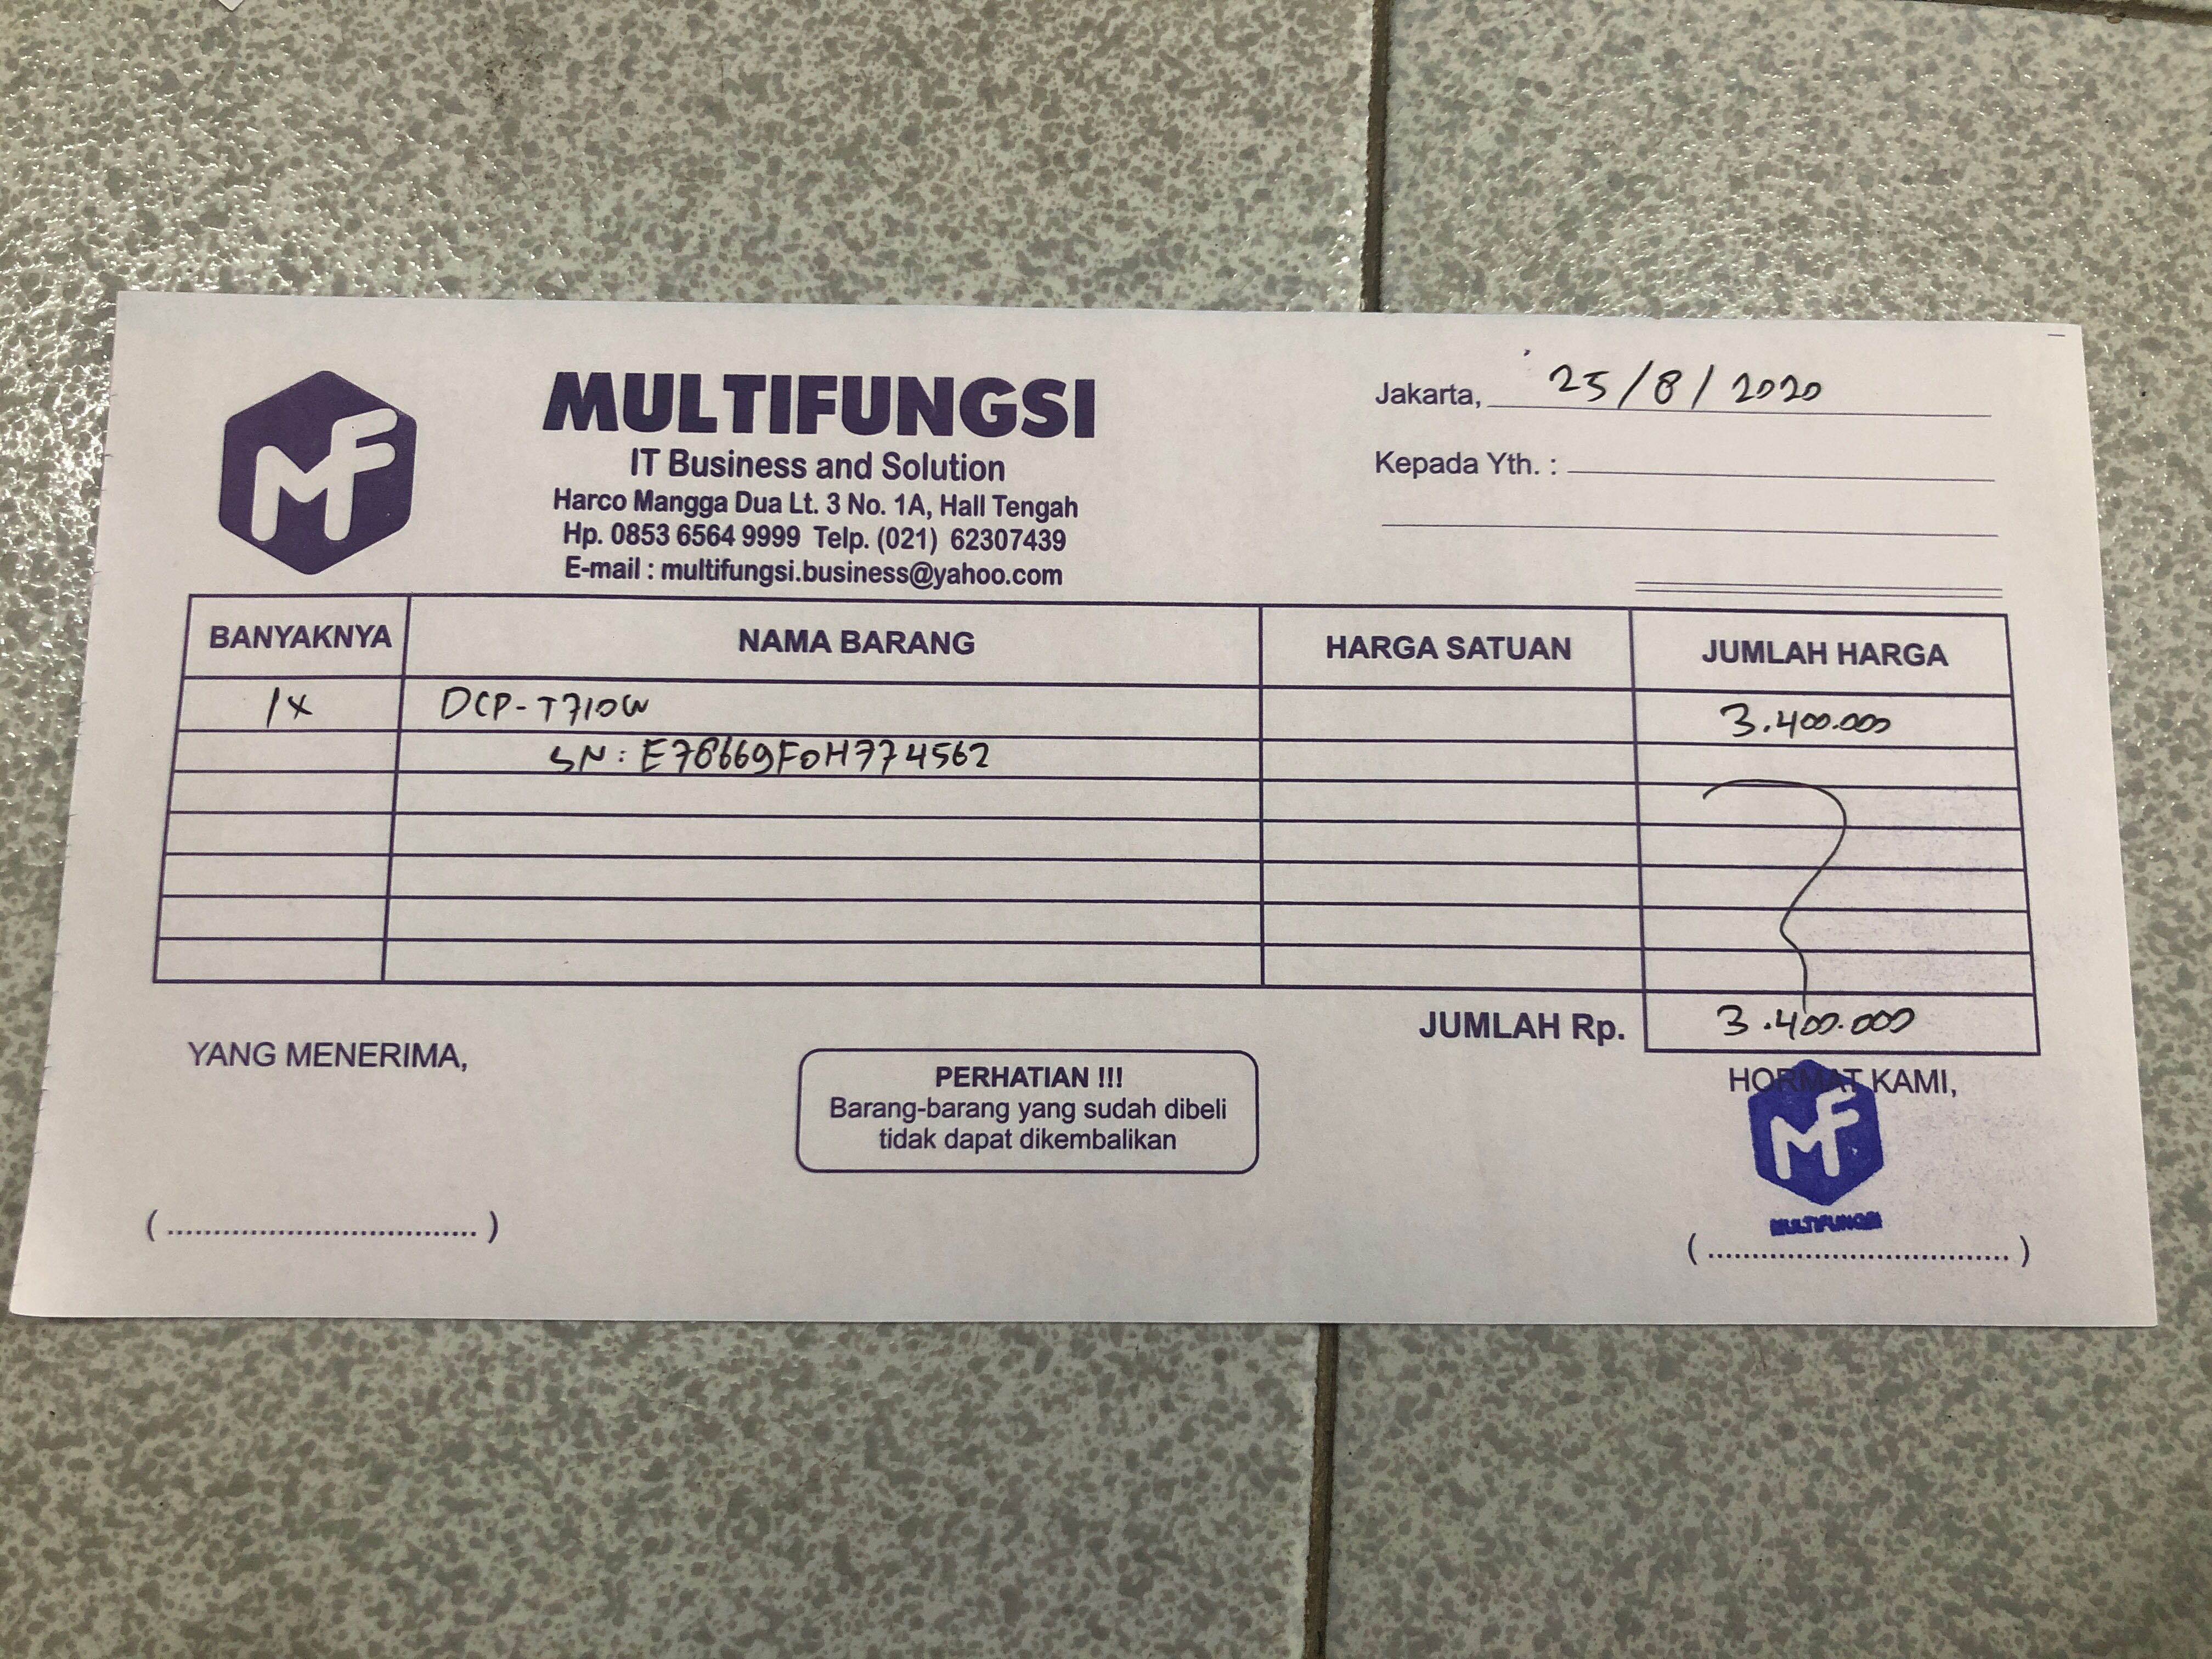 MF
MULTIFUNGSI
IT Business and Solution
Harco Mangga Dua Lt. 3 No. 1A, Hall Tengah
Hp. 0853 6564 9999 Telp. (021) 62307439
E-mail : multifungsi.business@yahoo.com
Jakarta, 25/8/2020
Kepada Yth. :
BANYAKNYA NAMA BARANG HARGA SATUAN JUMLAH HARGA
1x DCP-T710W 3.400.000
SN: E78669F0H774562
JUMLAH Rp. 3.400.000
YANG MENERIMA,
PERHATIAN !!!
Barang-barang yang sudah dibeli
tidak dapat dikembalikan
HORMAT KAMI,
MF
MULTIFUNGSI
(....................................)
(....................................)